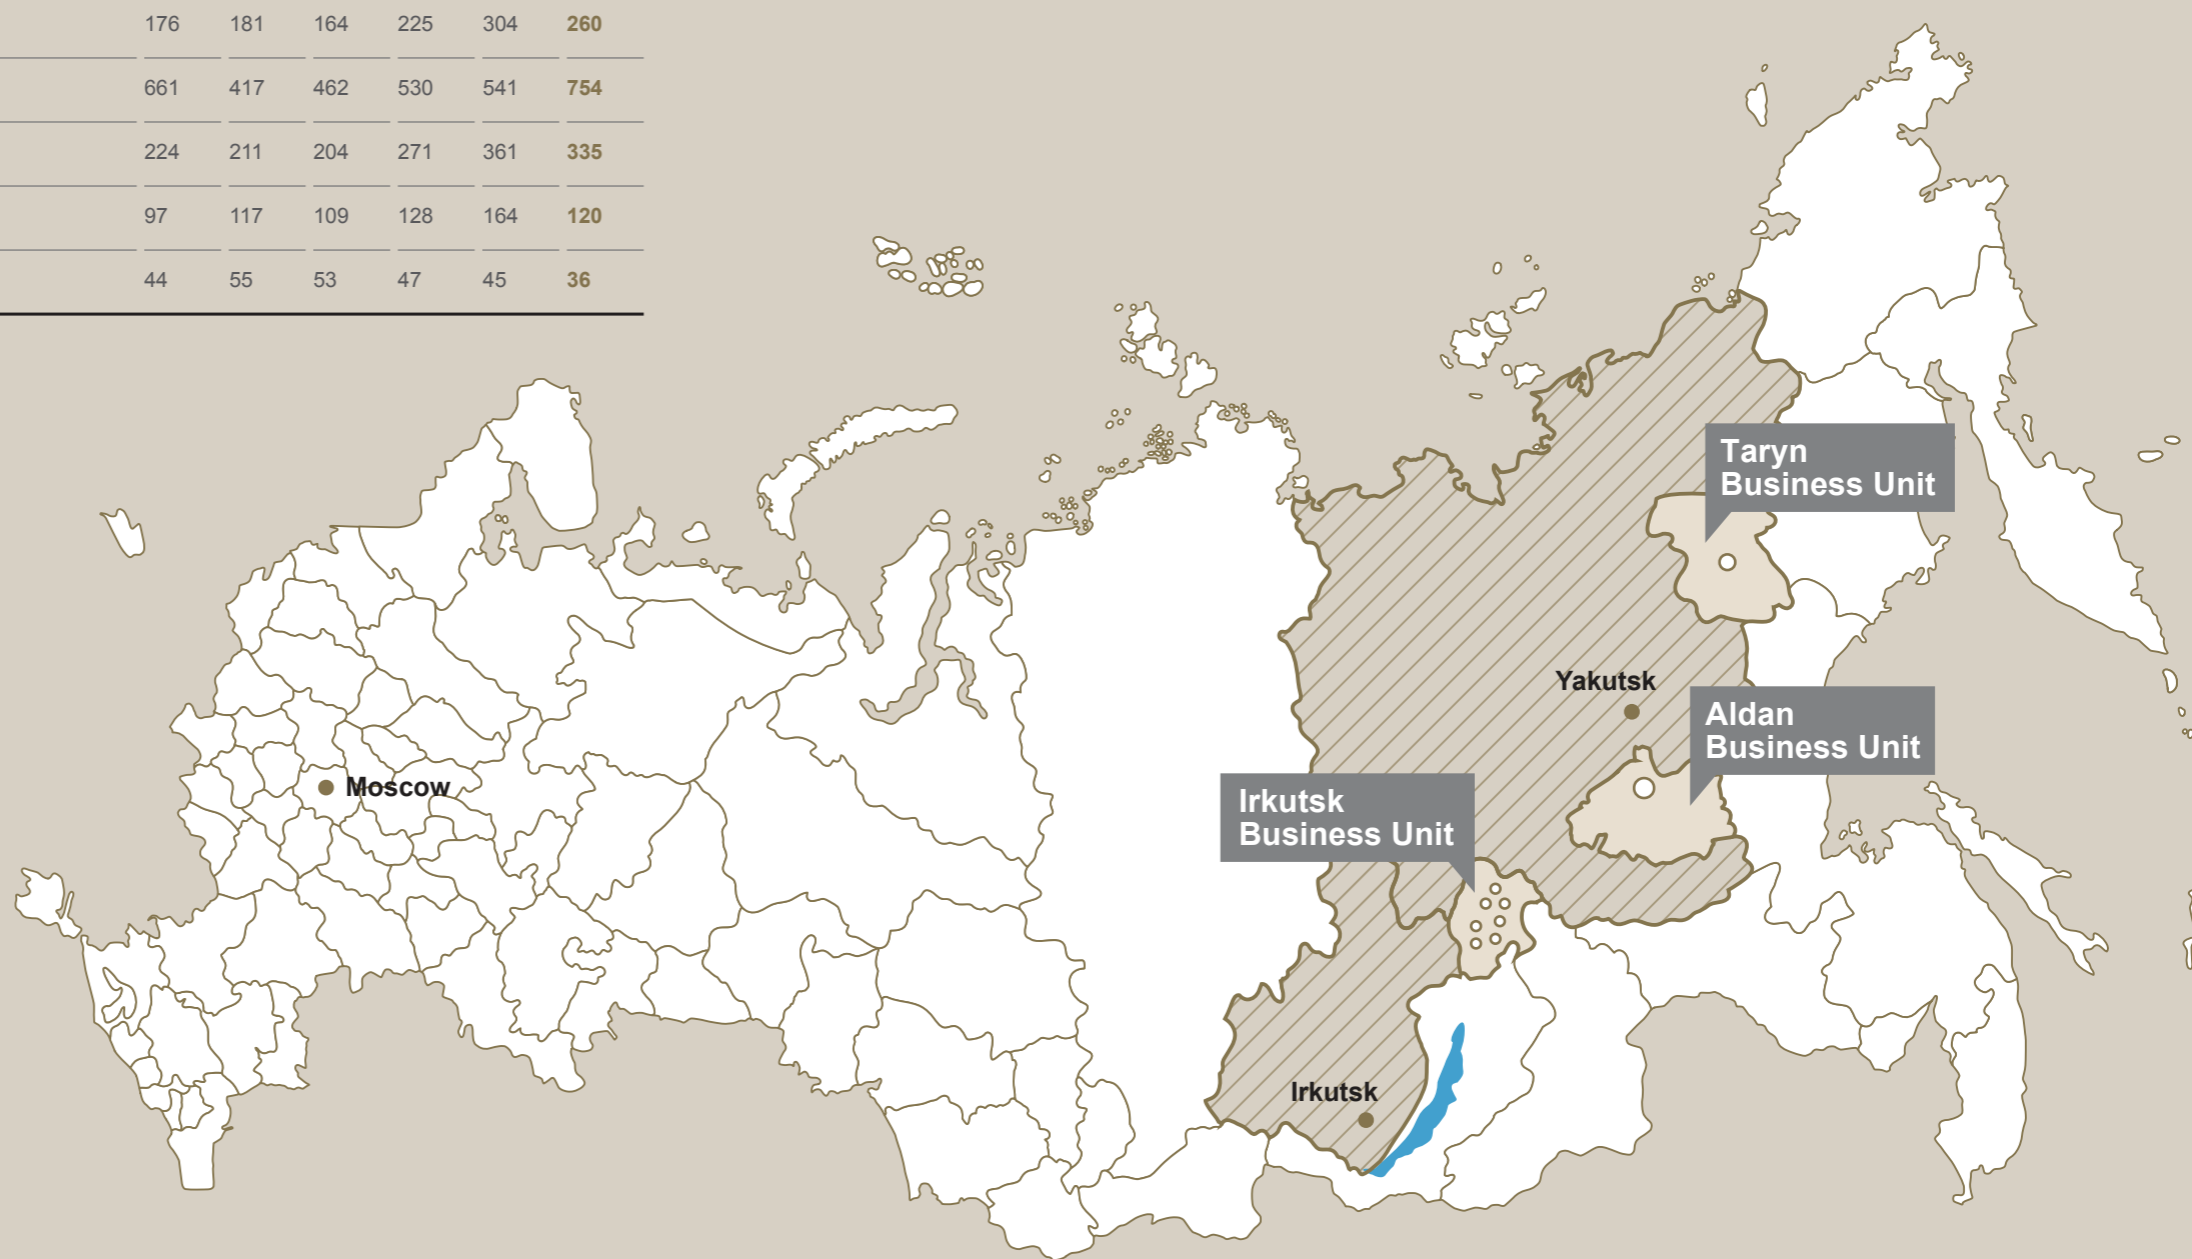 176 181 164 225 304 260
661 417 462 530 541 754
224 211 204 271 361 335
97 117 109 128 164 120
44 55 53 47 45 36
Taryn
Business Unit
Yakutsk
Aldan
Business Unit
Moscow
Irkutsk
Business Unit
Irkutsk